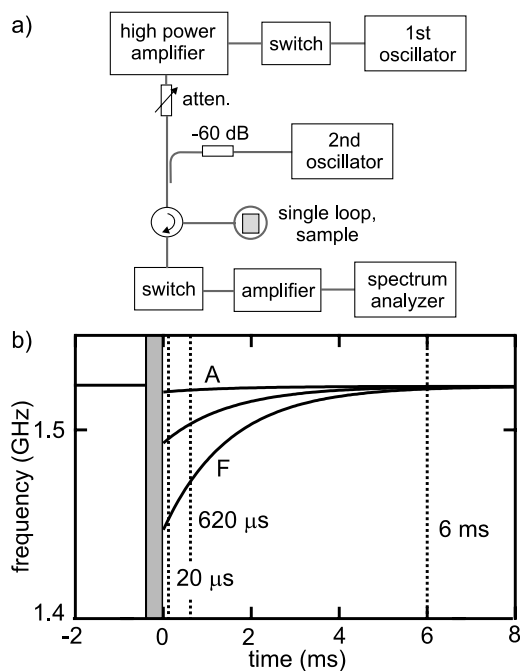 a)
high power
amplifier
switch
1st
oscillator
atten.
-60 dB
2nd
oscillator
single loop,
sample
switch
amplifier
spectrum
analyzer
b)
frequency (GHz)
1.5
1.4
A
F
620 μs
20 μs
6 ms
-2 0 2 4 6 8
time (ms)